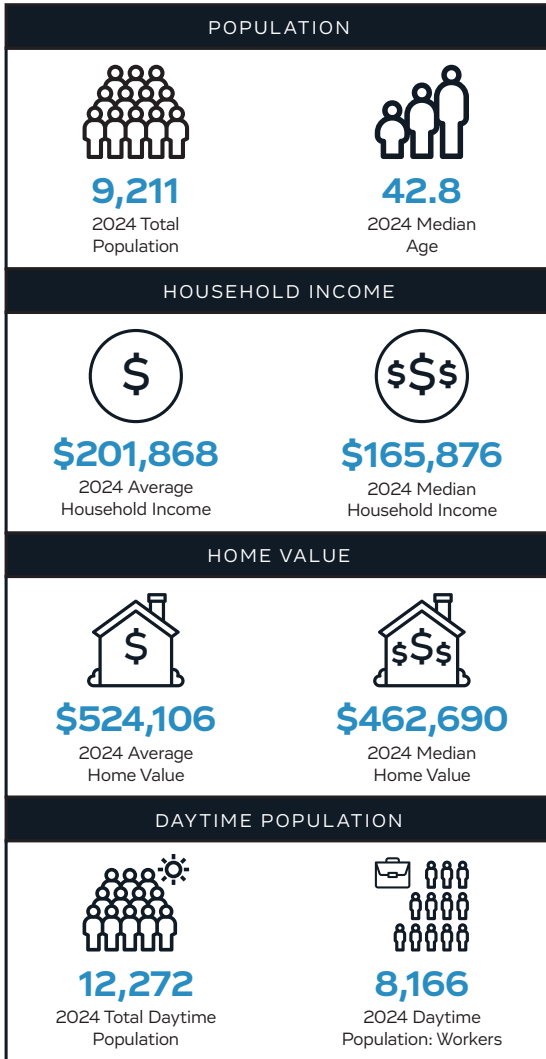 POPULATION
9,211
2024 Total
Population
42.8
2024 Median
Age
HOUSEHOLD INCOME
$
$201,868
2024 Average
Household Income
$$$
$165,876
2024 Median
Household Income
HOME VALUE
$
$524,106
2024 Average
Home Value
$$$
$462,690
2024 Median
Home Value
DAYTIME POPULATION
12,272
2024 Total Daytime
Population
8,166
2024 Daytime
Population: Workers